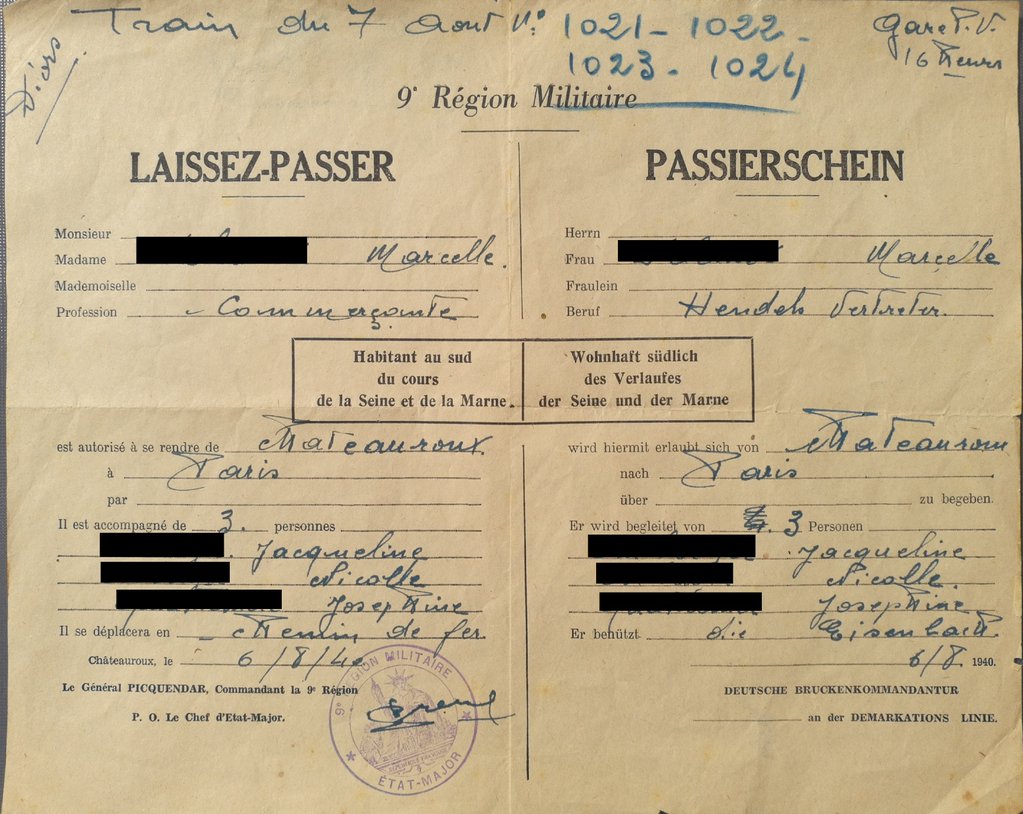 Train du 7 Août N° 1021 - 1022 -
1023 - 1024
Gare P.V.
16 heures
Diors
9e Région Militaire
LAISSEZ-PASSER
Monsieur
Madame Marcelle.
Mademoiselle
Profession - Commerçante
PASSIERSCHEIN
Herrn
Frau Marcelle
Fraulein
Beruf Hendels Vertreter.
Habitant au sud
du cours
de la Seine et de la Marne.
Wohnhaft südlich
des Verlaufes
der Seine und der Marne
est autorisé à se rendre de Chateauroux.
à Paris
par
Il est accompagné de 3. personnes
Jacqueline
Nicolle
Josephine
Il se déplacera en - chemin de fer.
Châteauroux, le 6/8/40
Le Général PICQUENDAR, Commandant la 9e Région
P. O. Le Chef d'Etat-Major.
9e RÉGION MILITAIRE
ÉTAT-MAJOR
wird hiermit erlaubt sich von Chateauroux
nach Paris
über zu begeben.
Er wird begleitet von 3 Personen
Jacqueline
Nicolle.
Josephine
Er behützt die Eisenbach.
6/8. 1940.
DEUTSCHE BRUCKENKOMMANDANTUR
an der DEMARKATIONS LINIE.